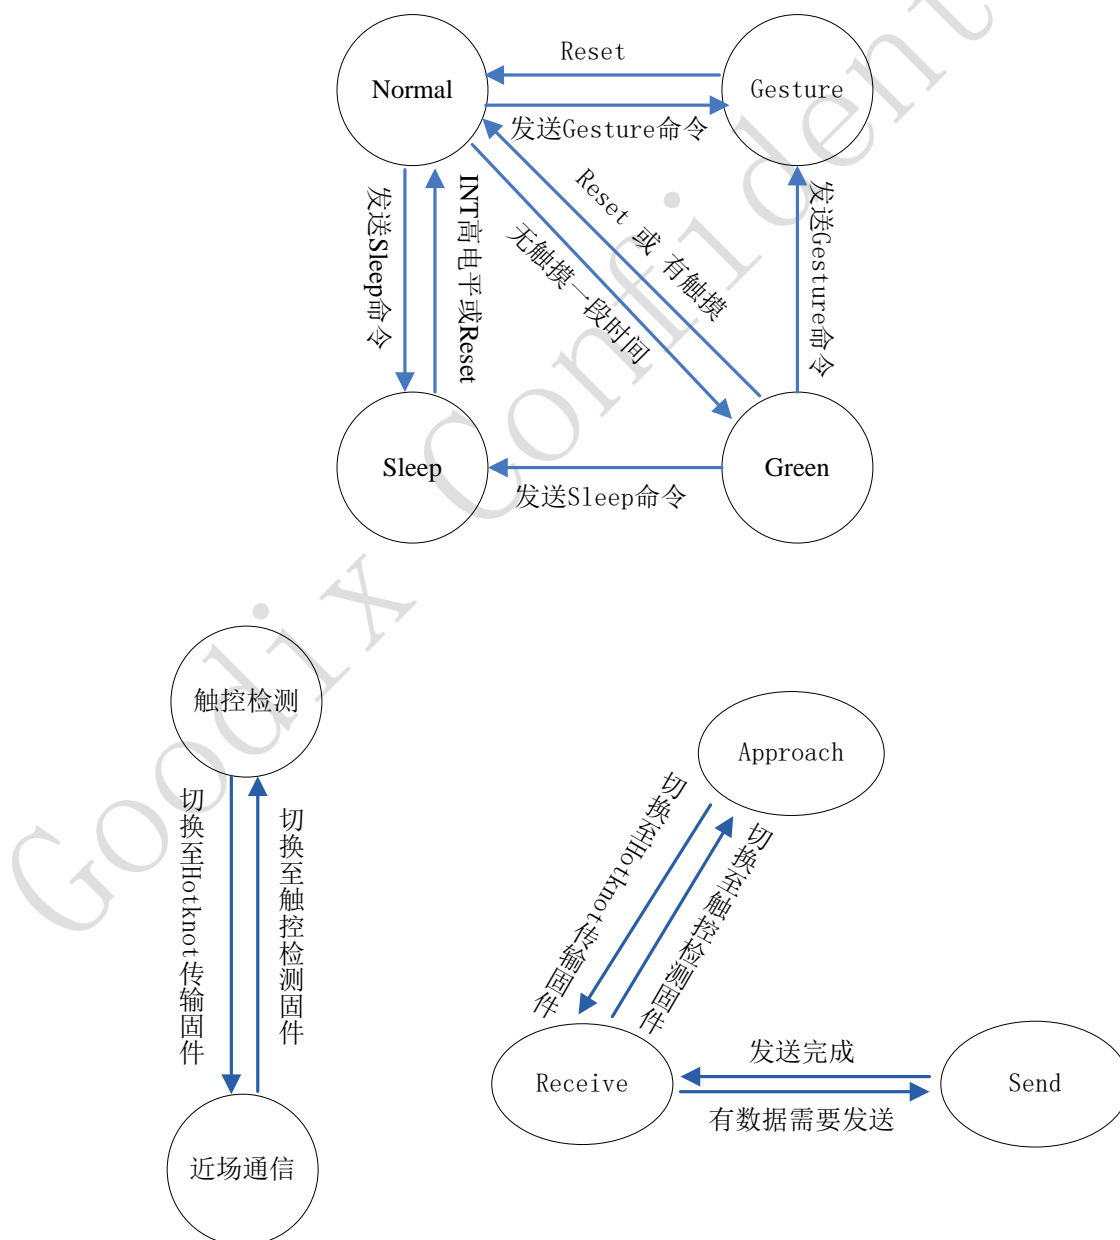 Reset
Normal
Gesture
发送Gesture命令
发送Sleep命令
INT高电平或Reset
Reset 或 有触摸
无触摸一段时间
发送Gesture命令
Sleep
Green
发送Sleep命令
触控检测
Approach
切换至Hotknot传输固件
切换至触控检测固件
切换至Hotknot传输固件
切换至触控检测固件
发送完成
Receive
Send
有数据需要发送
近场通信
Goodix Confident